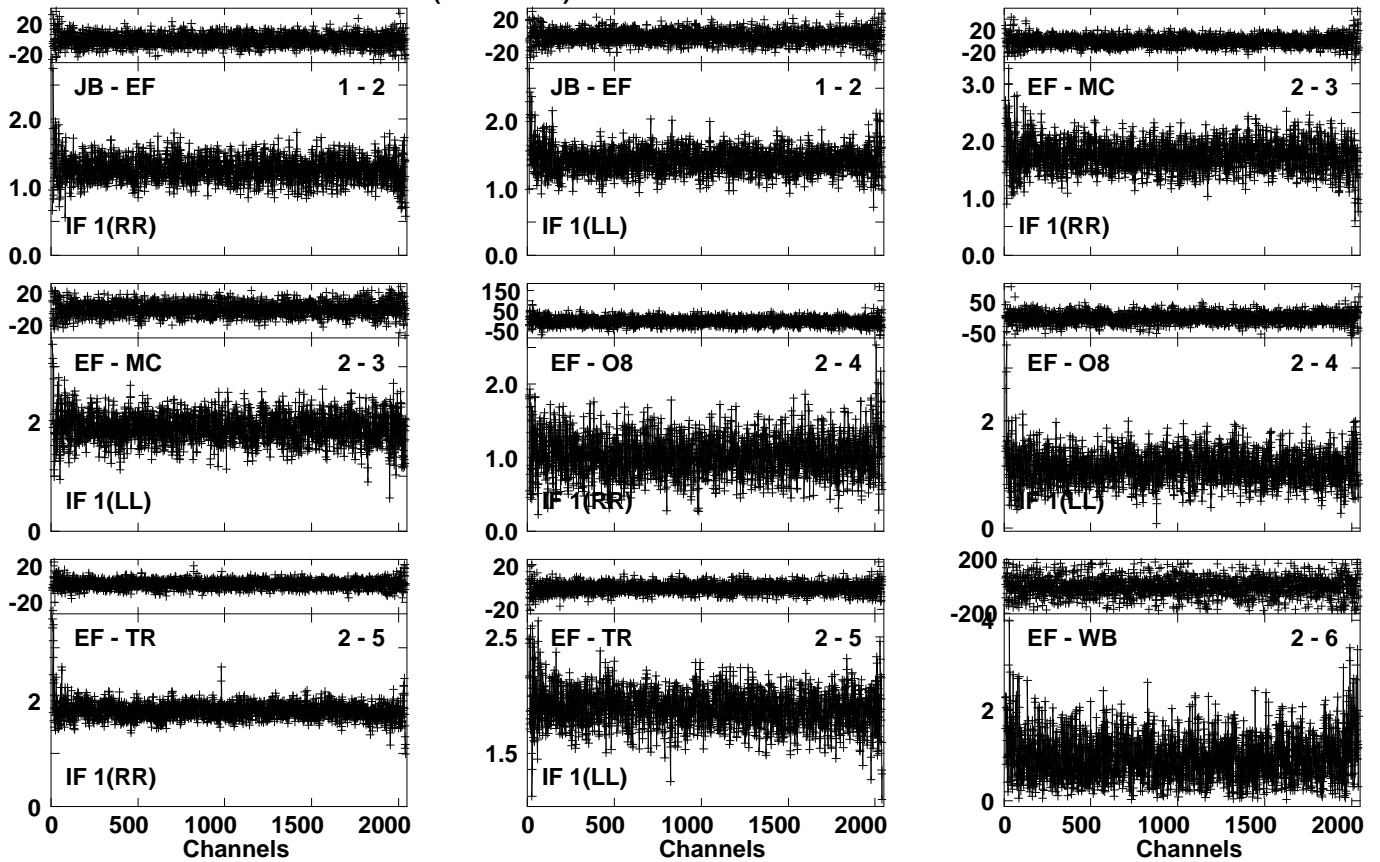 20
-20
JB - EF 1 - 2
2.0
1.0
IF 1(RR)
0.0
20
-20
JB - EF 1 - 2
2.0
1.0
IF 1(LL)
0.0
20
-20
EF - MC 2 - 3
3.0
2.0
1.0
IF 1(RR)
0.0
20
-20
EF - MC 2 - 3
2
IF 1(LL)
0
150
50
-50
EF - O8 2 - 4
2.0
1.0
IF 1(RR)
0.0
50
-50
EF - O8 2 - 4
2
IF 1(LL)
0
20
-20
EF - TR 2 - 5
2
IF 1(RR)
0
0 500 1000 1500 2000
Channels
20
-20
EF - TR 2 - 5
2.5
1.5
IF 1(LL)
0 500 1000 1500 2000
Channels
200
-200
4
EF - WB 2 - 6
2
0
0 500 1000 1500 2000
Channels